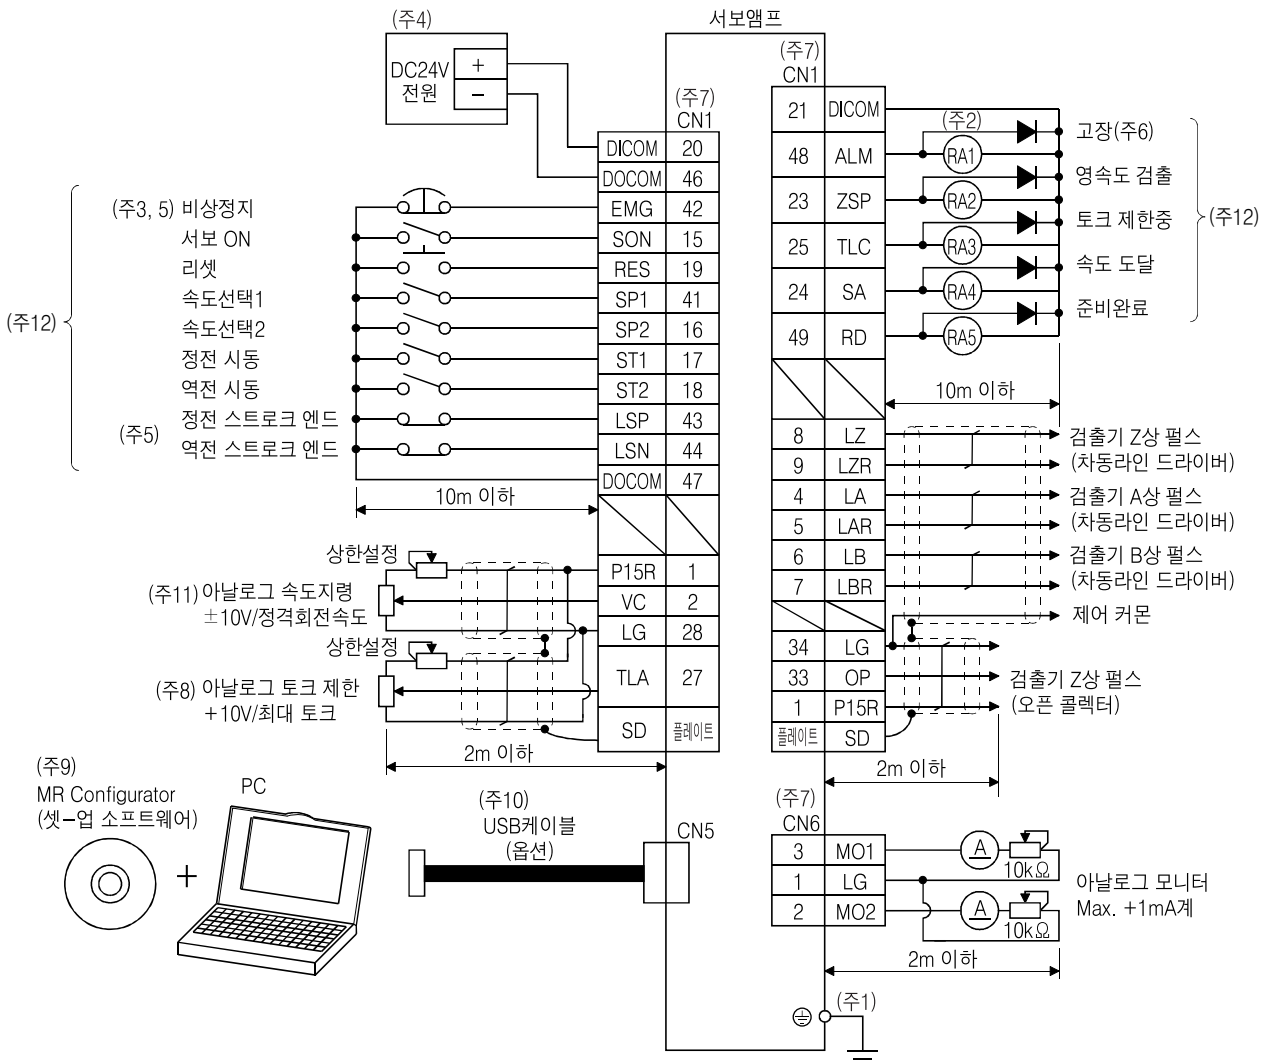 (주4)
DC24V
전원
+
−
서보앰프
(주7)
CN1
DICOM 20
DOCOM 46
(주3, 5) 비상정지 EMG 42
서보 ON SON 15
리셋 RES 19
속도선택1 SP1 41
속도선택2 SP2 16
정전 시동 ST1 17
역전 시동 ST2 18
정전 스트로크 엔드 LSP 43
(주5)
역전 스트로크 엔드 LSN 44
DOCOM 47
(주12)
10m 이하
상한설정
P15R 1
(주11) 아날로그 속도지령
±10V/정격회전속도
VC 2
LG 28
상한설정
(주8) 아날로그 토크 제한
+10V/최대 토크
TLA 27
SD 플레이트
2m 이하
(주7)
CN1
21 DICOM
(주2)
48 ALM RA1 고장(주6)
23 ZSP RA2 영속도 검출
25 TLC RA3 토크 제한중
24 SA RA4 속도 도달
49 RD RA5 준비완료
(주12)
10m 이하
8 LZ 검출기 Z상 펄스
9 LZR (차동라인 드라이버)
4 LA 검출기 A상 펄스
5 LAR (차동라인 드라이버)
6 LB 검출기 B상 펄스
7 LBR (차동라인 드라이버)
제어 커몬
34 LG
33 OP 검출기 Z상 펄스
1 P15R (오픈 콜렉터)
플레이트 SD
2m 이하
(주9)
MR Configurator
(셋-업 소프트웨어)
+
PC
(주10)
USB케이블
(옵션)
CN5
(주7)
CN6
3 MO1 A 10kΩ
1 LG
2 MO2 A 10kΩ
아날로그 모니터
Max. +1mA계
2m 이하
(주1)